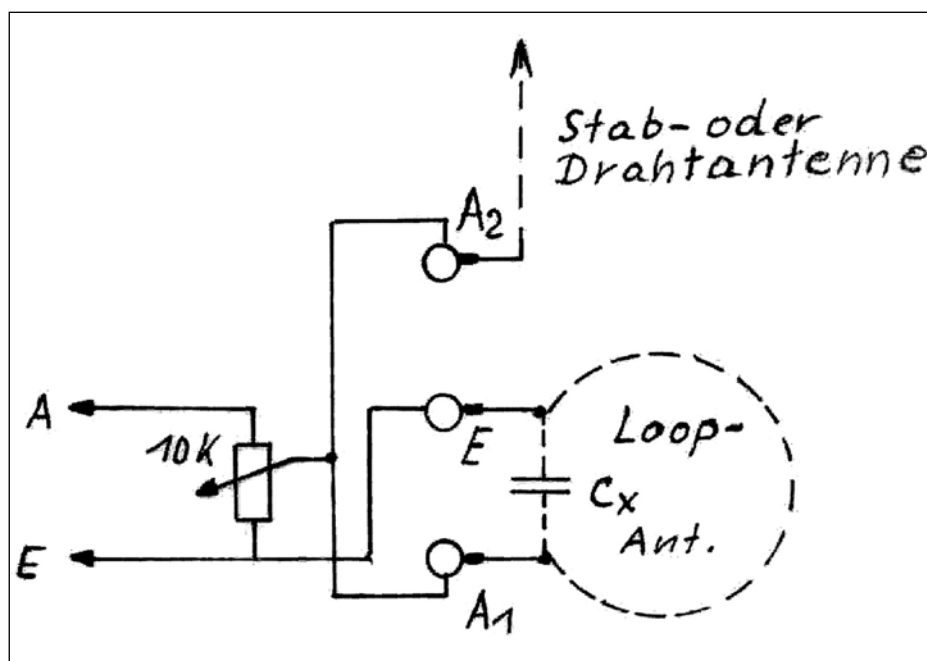 Stab- oder
Drahtantenne
A2
A
10K
E
Loop-
Cx
Ant.
E
A1